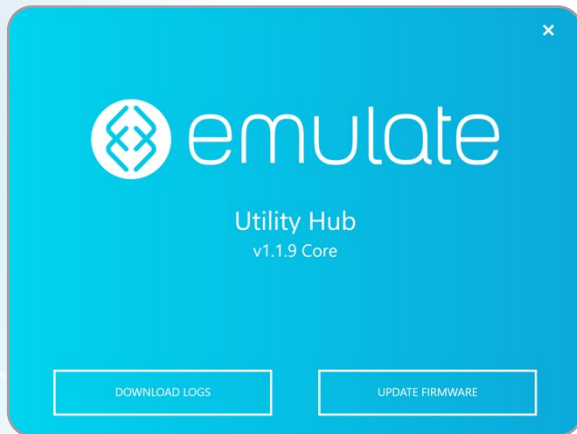 emulate
Utility Hub
v1.1.9 Core
DOWNLOAD LOGS
UPDATE FIRMWARE